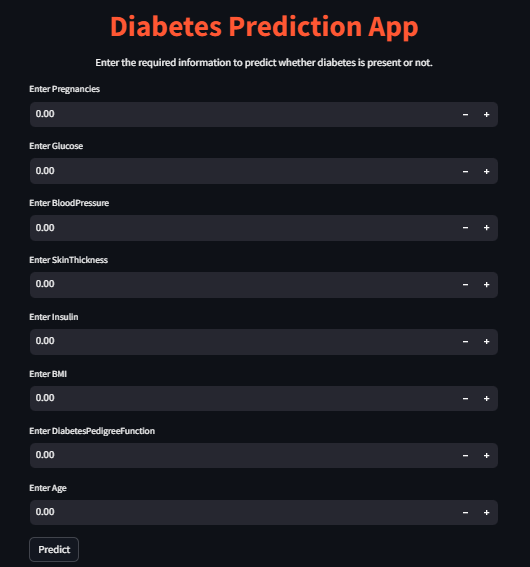 Diabetes Prediction App
Enter the required information to predict whether diabetes is present or not.
Enter Pregnancies
0.00 − +
Enter Glucose
0.00 − +
Enter BloodPressure
0.00 − +
Enter SkinThickness
0.00 − +
Enter Insulin
0.00 − +
Enter BMI
0.00 − +
Enter DiabetesPedigreeFunction
0.00 − +
Enter Age
0.00 − +
Predict